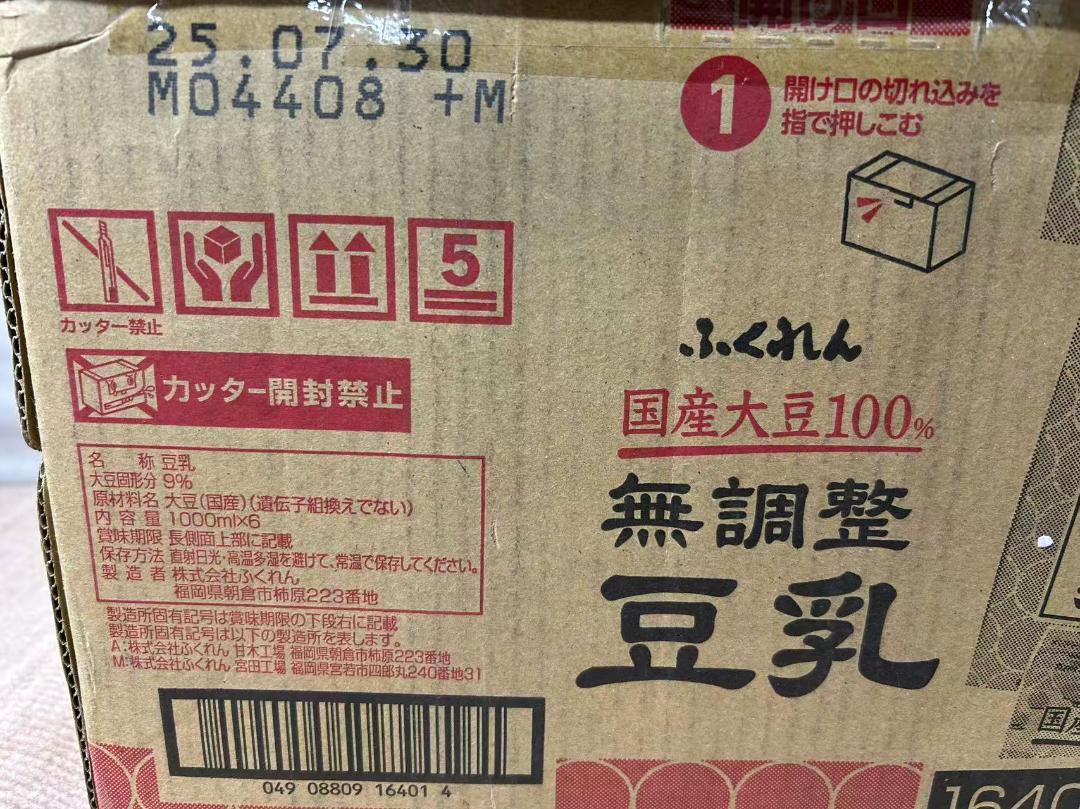 25.07.30
M04408 +M
1
開け口の切れ込みを
指で押しこむ
5
カッター禁止
カッター開封禁止
ふくれん
国産大豆100%
無調整
豆乳
名称 豆乳
大豆固形分 9%
原材料名 大豆(国産)(遺伝子組換えでない)
内容量 1000ml×6
賞味期限 長側面上部に記載
保存方法 直射日光・高温多湿を避けて、常温で保存してください。
製造者 株式会社ふくれん
福岡県朝倉市柿原223番地
製造所固有記号は賞味期限の下段右に記載
製造所固有記号は以下の製造所を表します。
A:株式会社ふくれん 甘木工場 福岡県朝倉市柿原223番地
M:株式会社ふくれん 宮田工場 福岡県宮若市四郎丸240番地31
049 08809 16401 4
1640